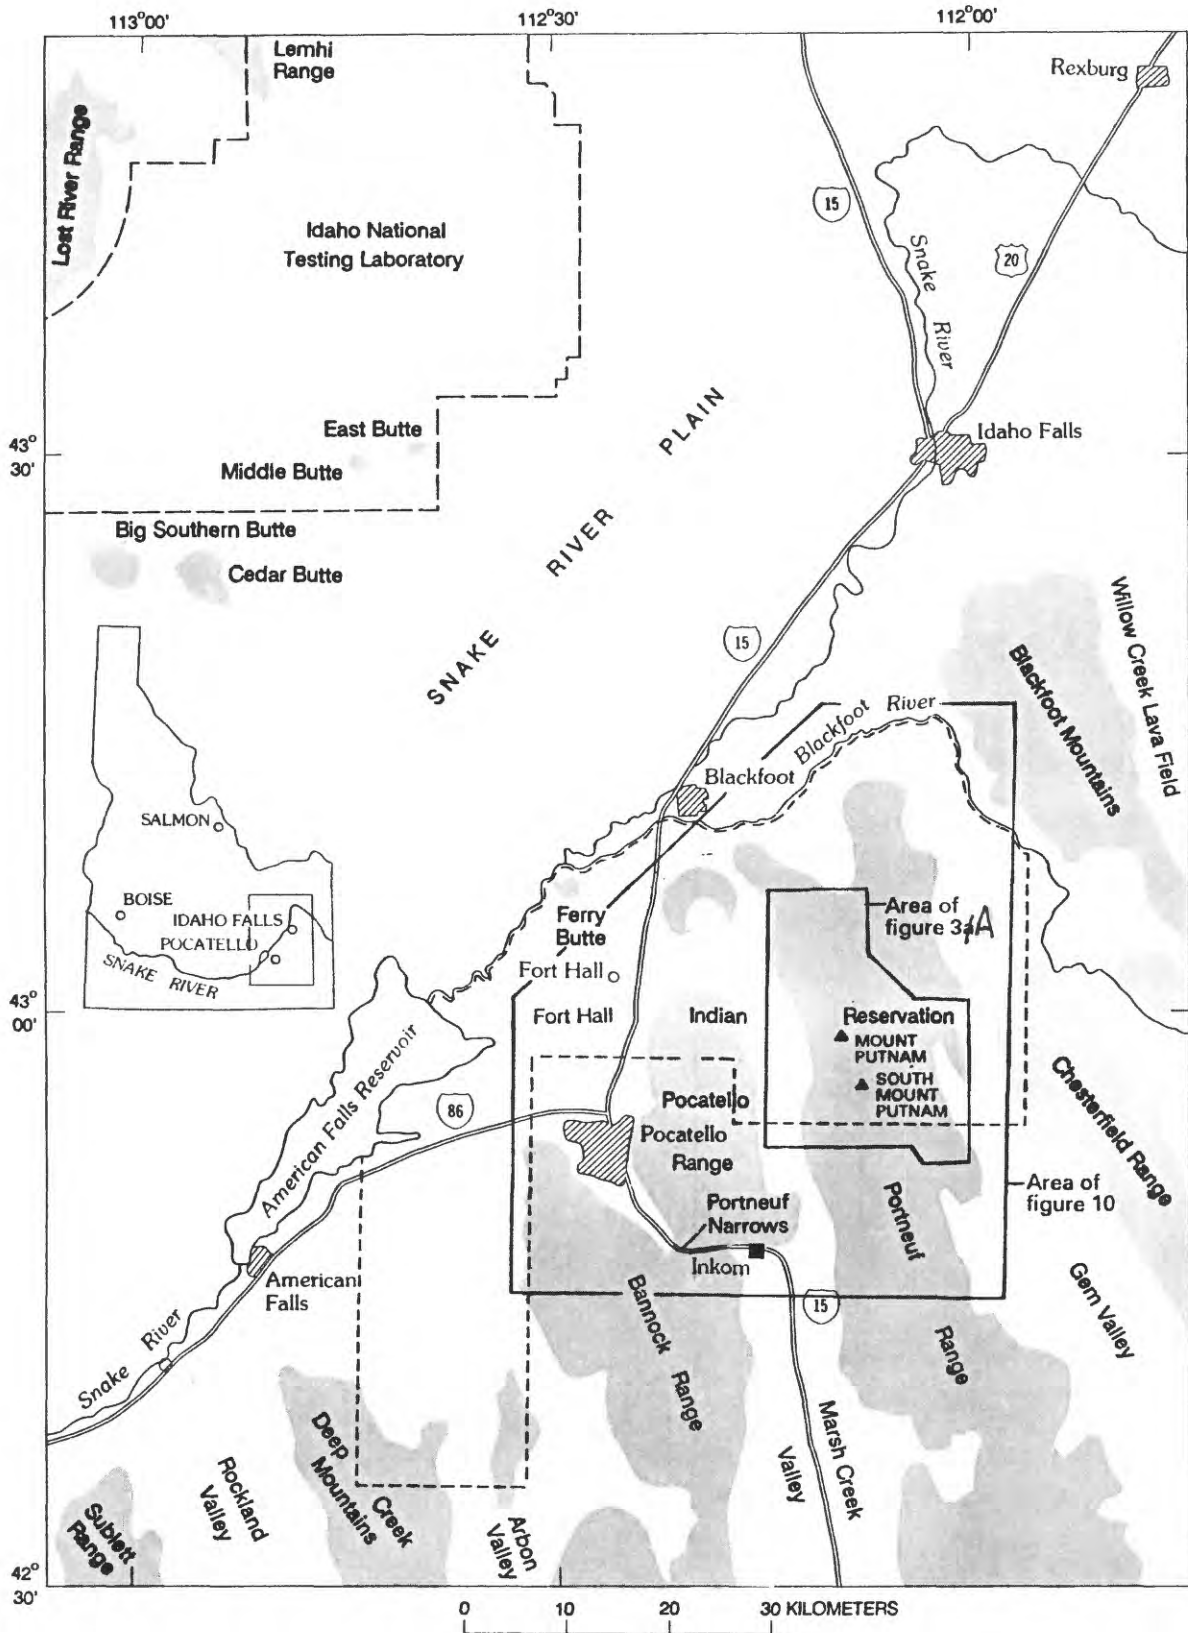 113°00'
112°30'
112°00'
Lemhi
Range
Rexburg
Lost River Range
15
Idaho National
Testing Laboratory
Snake
River
20
East Butte
PLAIN
Idaho Falls
43°
30'
Middle Butte
Big Southern Butte
RIVER
Cedar Butte
Willow Creek Lava Field
Blackfoot Mountains
15
SNAKE
Blackfoot
River
Blackfoot
SALMON
BOISE
IDAHO FALLS
POCATELLO
SNAKE RIVER
Ferry
Butte
Area of
figure 3a A
Fort Hall
43°
00'
Fort Hall
Indian
Reservation
MOUNT
PUTNAM
SOUTH
MOUNT
PUTNAM
American Falls Reservoir
86
Pocatello
Pocatello
Range
Chesterfield Range
Portneuf
Narrows
Portneuf
Area of
figure 10
Inkom
American
Falls
Bannock
Range
15
Range
Gem Valley
Snake River
Deep
Creek
Mountains
Marsh Creek
Valley
Rockland
Valley
Arbon
Valley
Sublett
Range
42°
30'
0 10 20 30 KILOMETERS